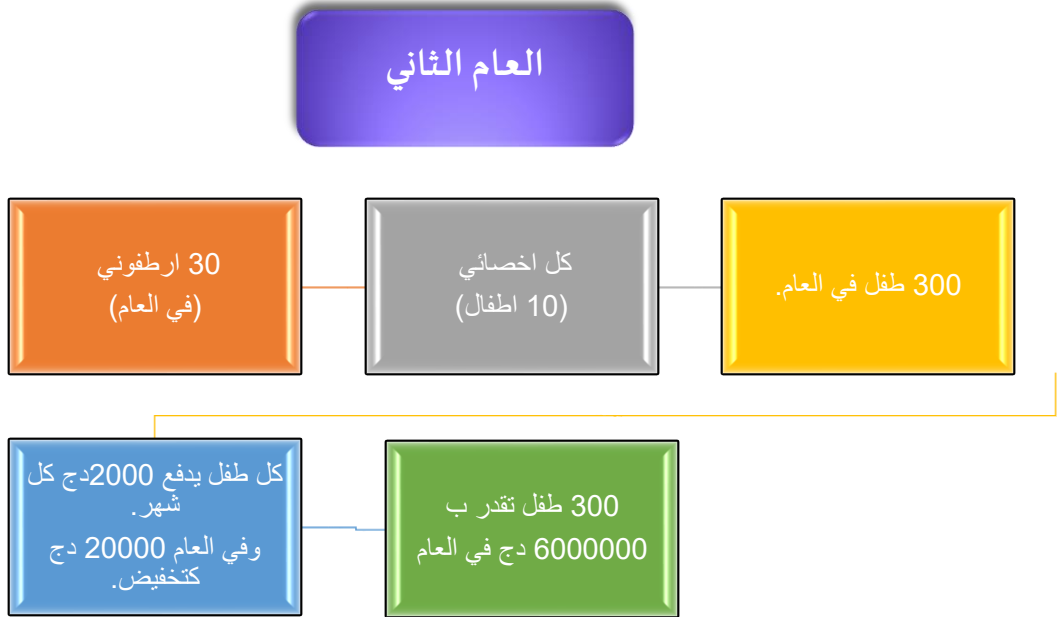 العام الثاني
30 ارطفوني
(في العام)
كل اخصائي
(10 اطفال)
300 طفل في العام.
كل طفل يدفع 2000دج كل
شهر.
وفي العام 20000 دج
كتخفيض.
300 طفل تقدر ب
6000000 دج في العام